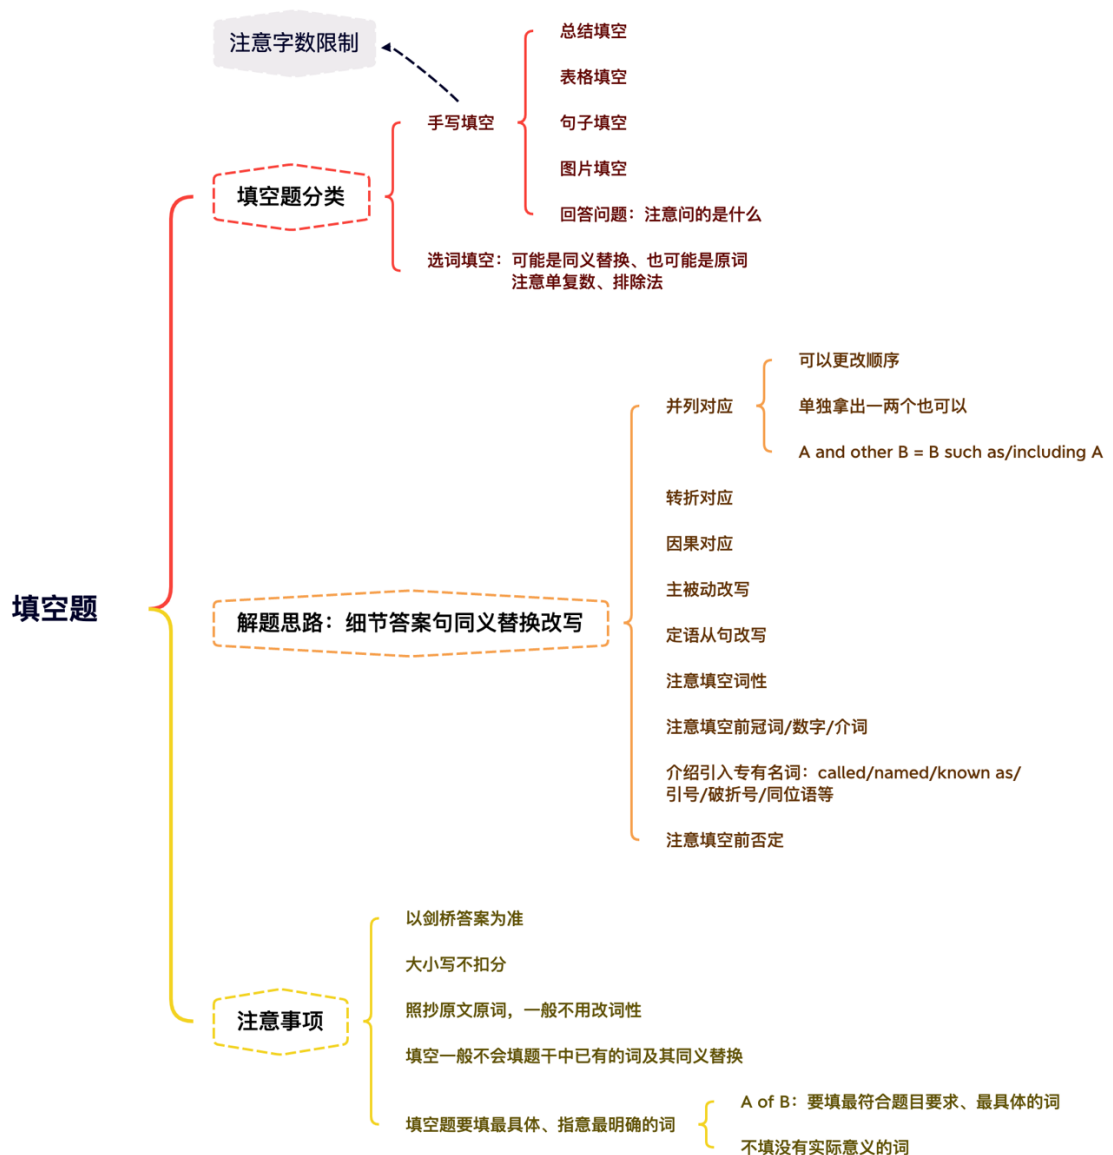 注意字数限制
总结填空
表格填空
手写填空
句子填空
图片填空
填空题分类
回答问题：注意问的是什么
选词填空：可能是同义替换、也可能是原词
注意单复数、排除法
可以更改顺序
并列对应
单独拿出一两个也可以
A and other B = B such as/including A
转折对应
因果对应
主被动改写
填空题
解题思路：细节答案句同义替换改写
定语从句改写
注意填空词性
注意填空前冠词/数字/介词
介绍引入专有名词：called/named/known as/
引号/破折号/同位语等
注意填空前否定
以剑桥答案为准
大小写不扣分
注意事项
照抄原文原词，一般不用改词性
填空一般不会填题干中已有的词及其同义替换
填空题要填最具体、指意最明确的词
A of B：要填最符合题目要求、最具体的词
不填没有实际意义的词